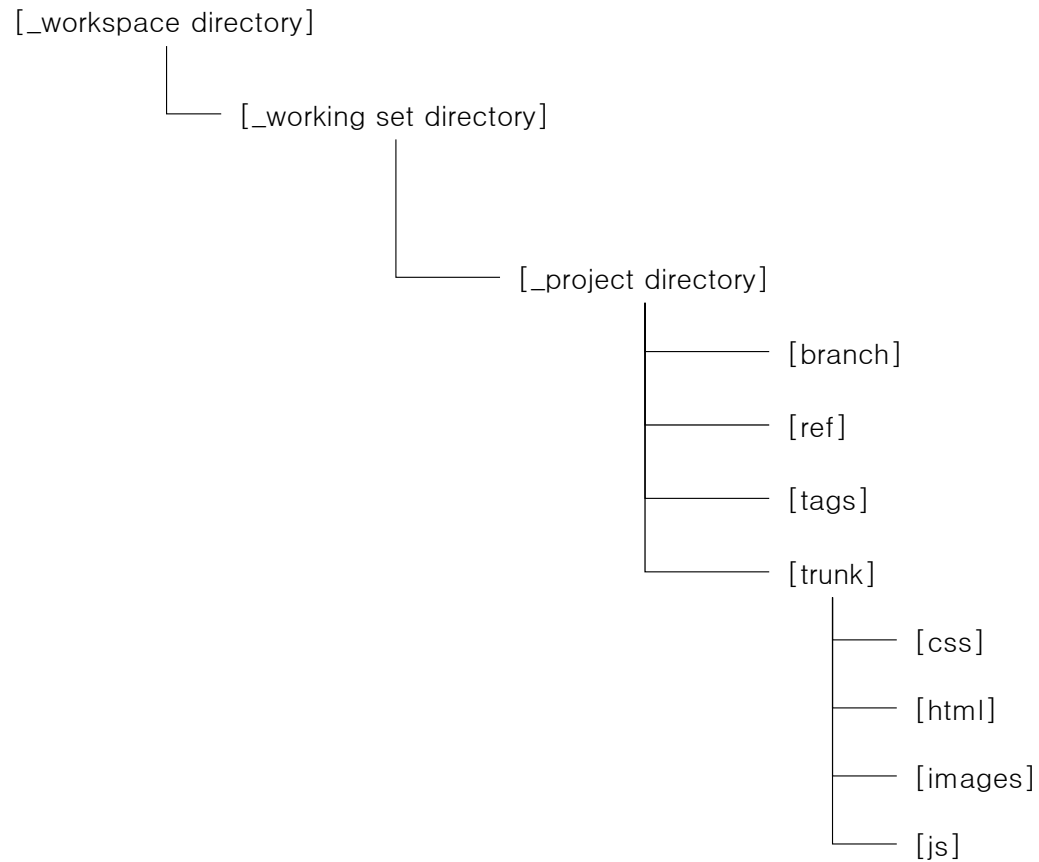 [_workspace directory]
[_working set directory]
[_project directory]
[branch]
[ref]
[tags]
[trunk]
[css]
[html]
[images]
[js]